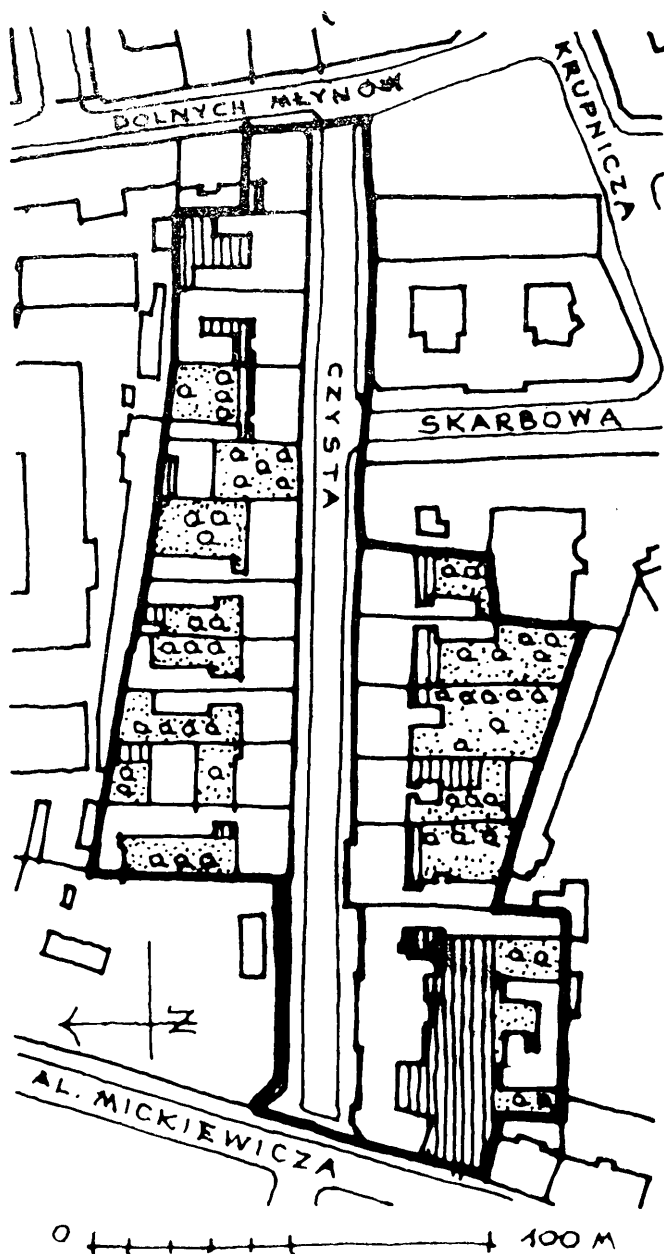 DOLNYCH MŁYNÓW
KRUPNICZA
CZYSTA
SKARBOWA
N
AL. MICKIEWICZA
0 100 M